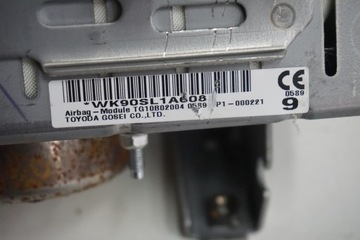 *WK90SL1A608
Airbag-Module TG10B02004 0589 P1-000221
TOYODA GOSEI CO.,LTD.
CE
0589
9